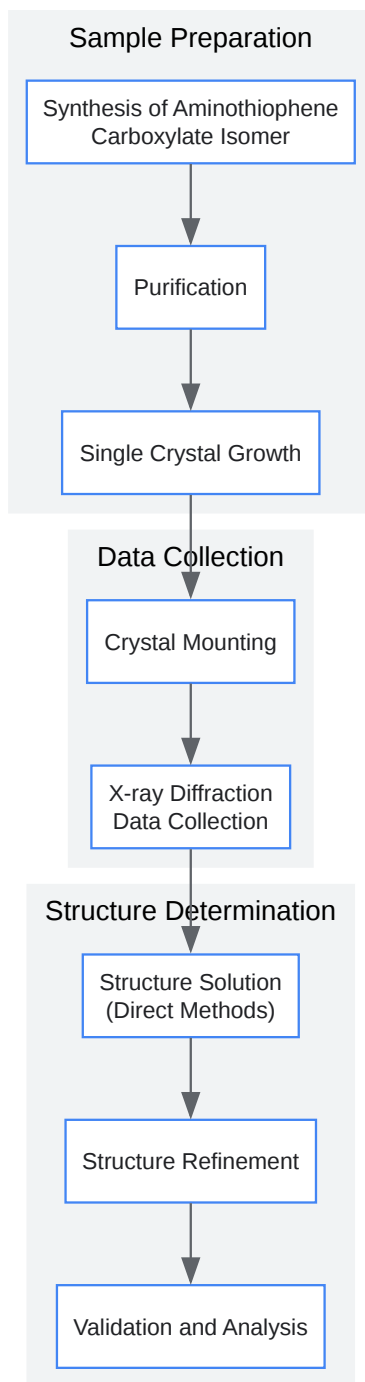 Sample Preparation
Synthesis of Aminothiophene
Carboxylate Isomer
Purification
Single Crystal Growth
Data Collection
Crystal Mounting
X-ray Diffraction
Data Collection
Structure Determination
Structure Solution
(Direct Methods)
Structure Refinement
Validation and Analysis